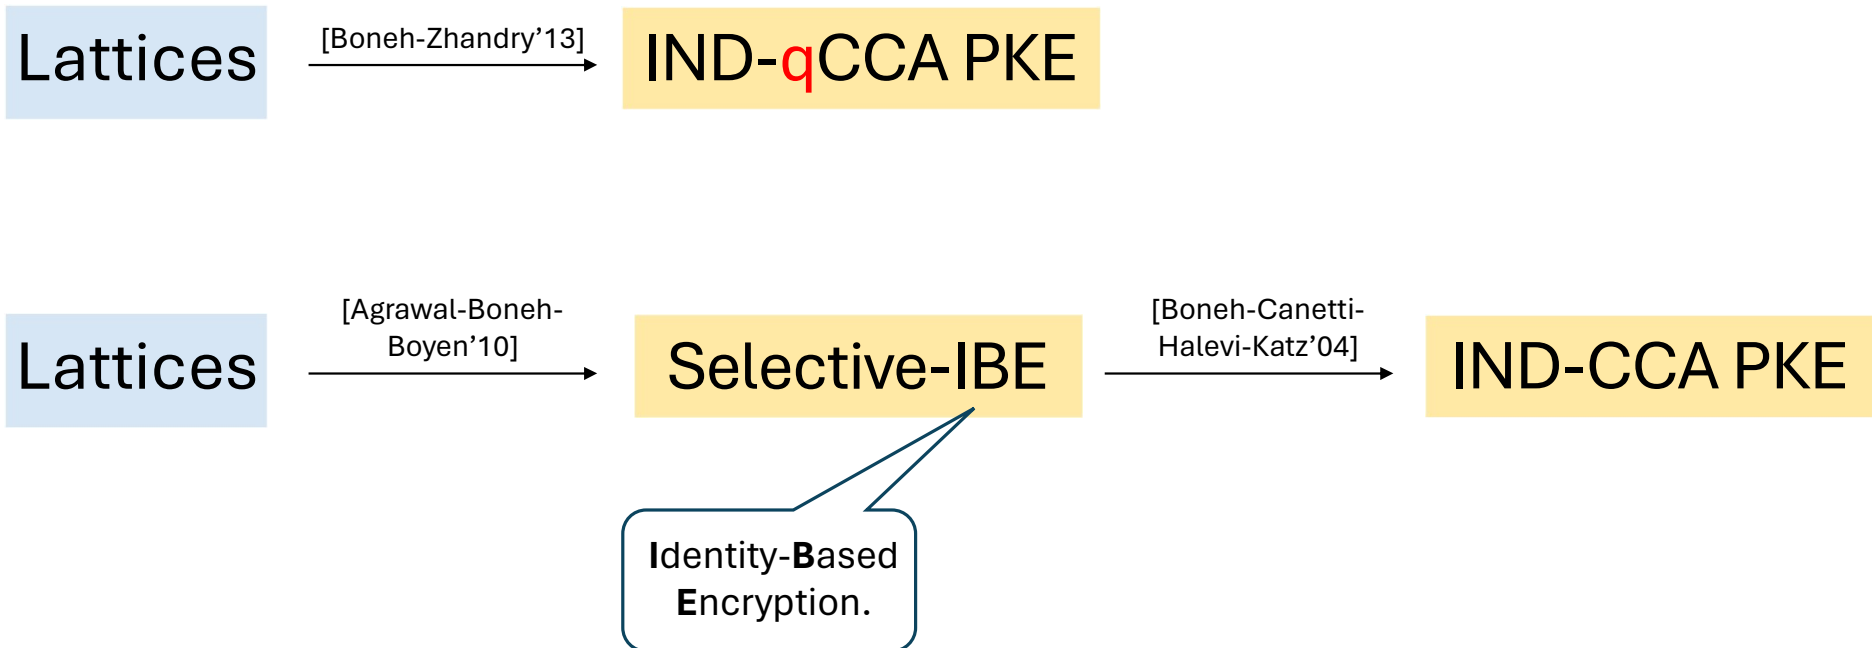 Lattices
[Boneh-Zhandry’13]
IND-qCCA PKE
Lattices
[Agrawal-Boneh-
Boyen’10]
Selective-IBE
[Boneh-Canetti-
Halevi-Katz’04]
IND-CCA PKE
Identity-Based
Encryption.